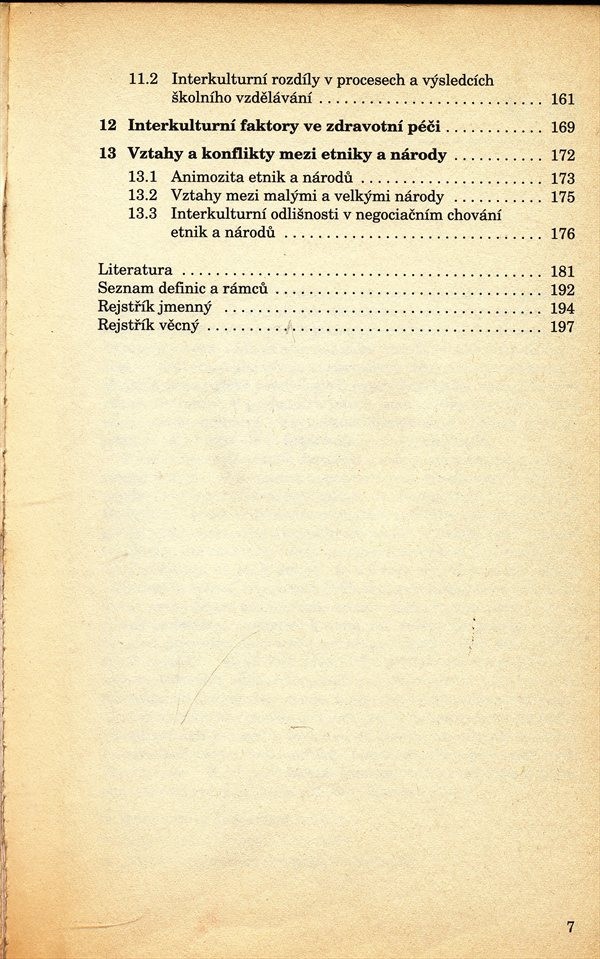 11.2 Interkulturní rozdíly v procesech a výsledcích
školního vzdělávání . . . . . . . . . . . . . . . . . . . . . . . . . . 161
12 Interkulturní faktory ve zdravotní péči . . . . . . . . . . . 169
13 Vztahy a konflikty mezi etniky a národy . . . . . . . . . . 172
13.1 Animozita etnik a národů . . . . . . . . . . . . . . . . . . . . . 173
13.2 Vztahy mezi malými a velkými národy . . . . . . . . . . 175
13.3 Interkulturní odlišnosti v negociačním chování
etnik a národů . . . . . . . . . . . . . . . . . . . . . . . . . . . . . . 176
Literatura . . . . . . . . . . . . . . . . . . . . . . . . . . . . . . . . . . . . . . . . . . 181
Seznam definic a rámců . . . . . . . . . . . . . . . . . . . . . . . . . . . . . . . 192
Rejstřík jmenný . . . . . . . . . . . . . . . . . . . . . . . . . . . . . . . . . . . . . 194
Rejstřík věcný . . . . . . . . . . . . . . . . . . . . . . . . . . . . . . . . . . . . . . . 197
7